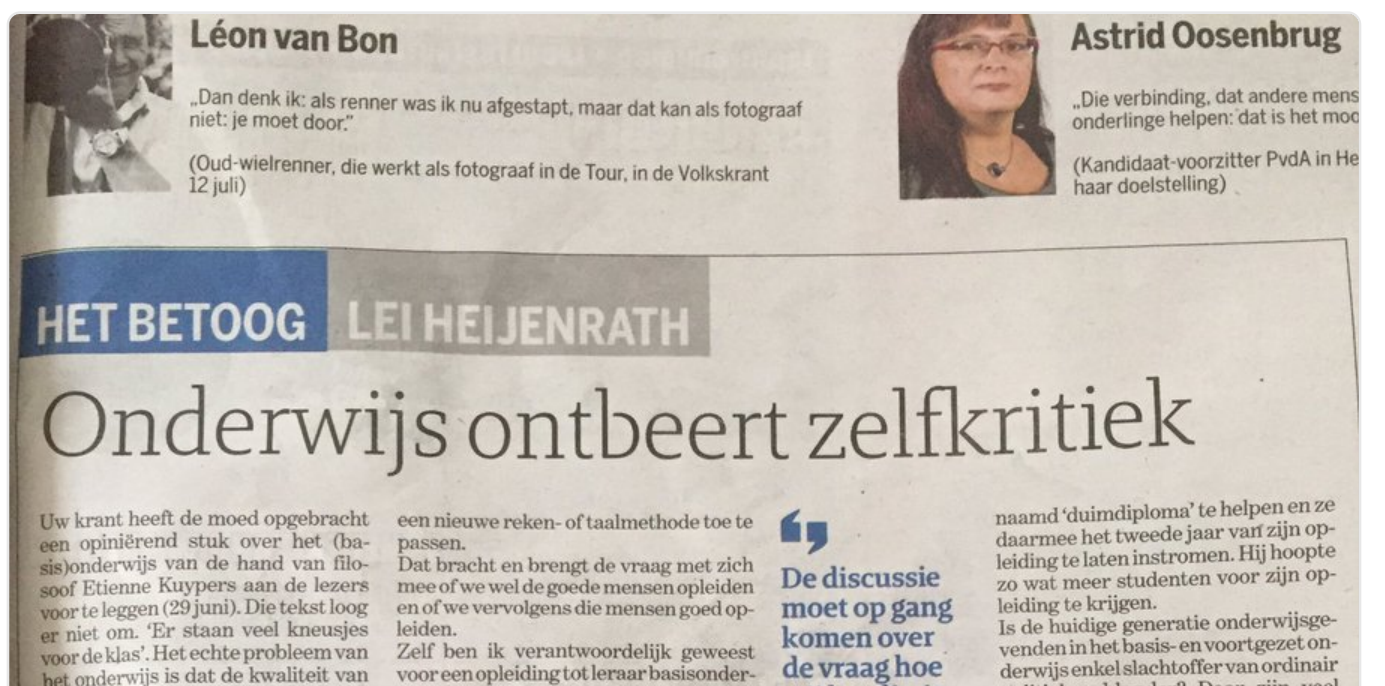 Léon van Bon
„Dan denk ik: als renner was ik nu afgestapt, maar dat kan als fotograaf
niet: je moet door.”
(Oud-wielrenner, die werkt als fotograaf in de Tour, in de Volkskrant
12 juli)
Astrid Oosenbrug
„Die verbinding, dat andere mens
onderlinge helpen: dat is het moo
(Kandidaat-voorzitter PvdA in He
haar doelstelling)
HET BETOOG LEI HEIJENRATH
Onderwijs ontbeert zelfkritiek
Uw krant heeft de moed opgebracht
een opiniërend stuk over het (ba-
sis)onderwijs van de hand van filo-
soof Etienne Kuypers aan de lezers
voor te leggen (29 juni). Die tekst loog
er niet om. ‘Er staan veel kneusjes
voor de klas’. Het echte probleem van
het onderwijs is dat de kwaliteit van
een nieuwe reken- of taalmethode toe te
passen.
Dat bracht en brengt de vraag met zich
mee of we wel de goede mensen opleiden
en of we vervolgens die mensen goed op-
leiden.
Zelf ben ik verantwoordelijk geweest
voor een opleiding tot leraar basisonder-
De discussie
moet op gang
komen over
de vraag hoe
naamd ‘duimdiploma’ te helpen en ze
daarmee het tweede jaar van zijn op-
leiding te laten instromen. Hij hoopte
zo wat meer studenten voor zijn op-
leiding te krijgen.
Is de huidige generatie onderwijsge-
venden in het basis- en voortgezet on-
derwijs enkel slachtoffer van ordinair